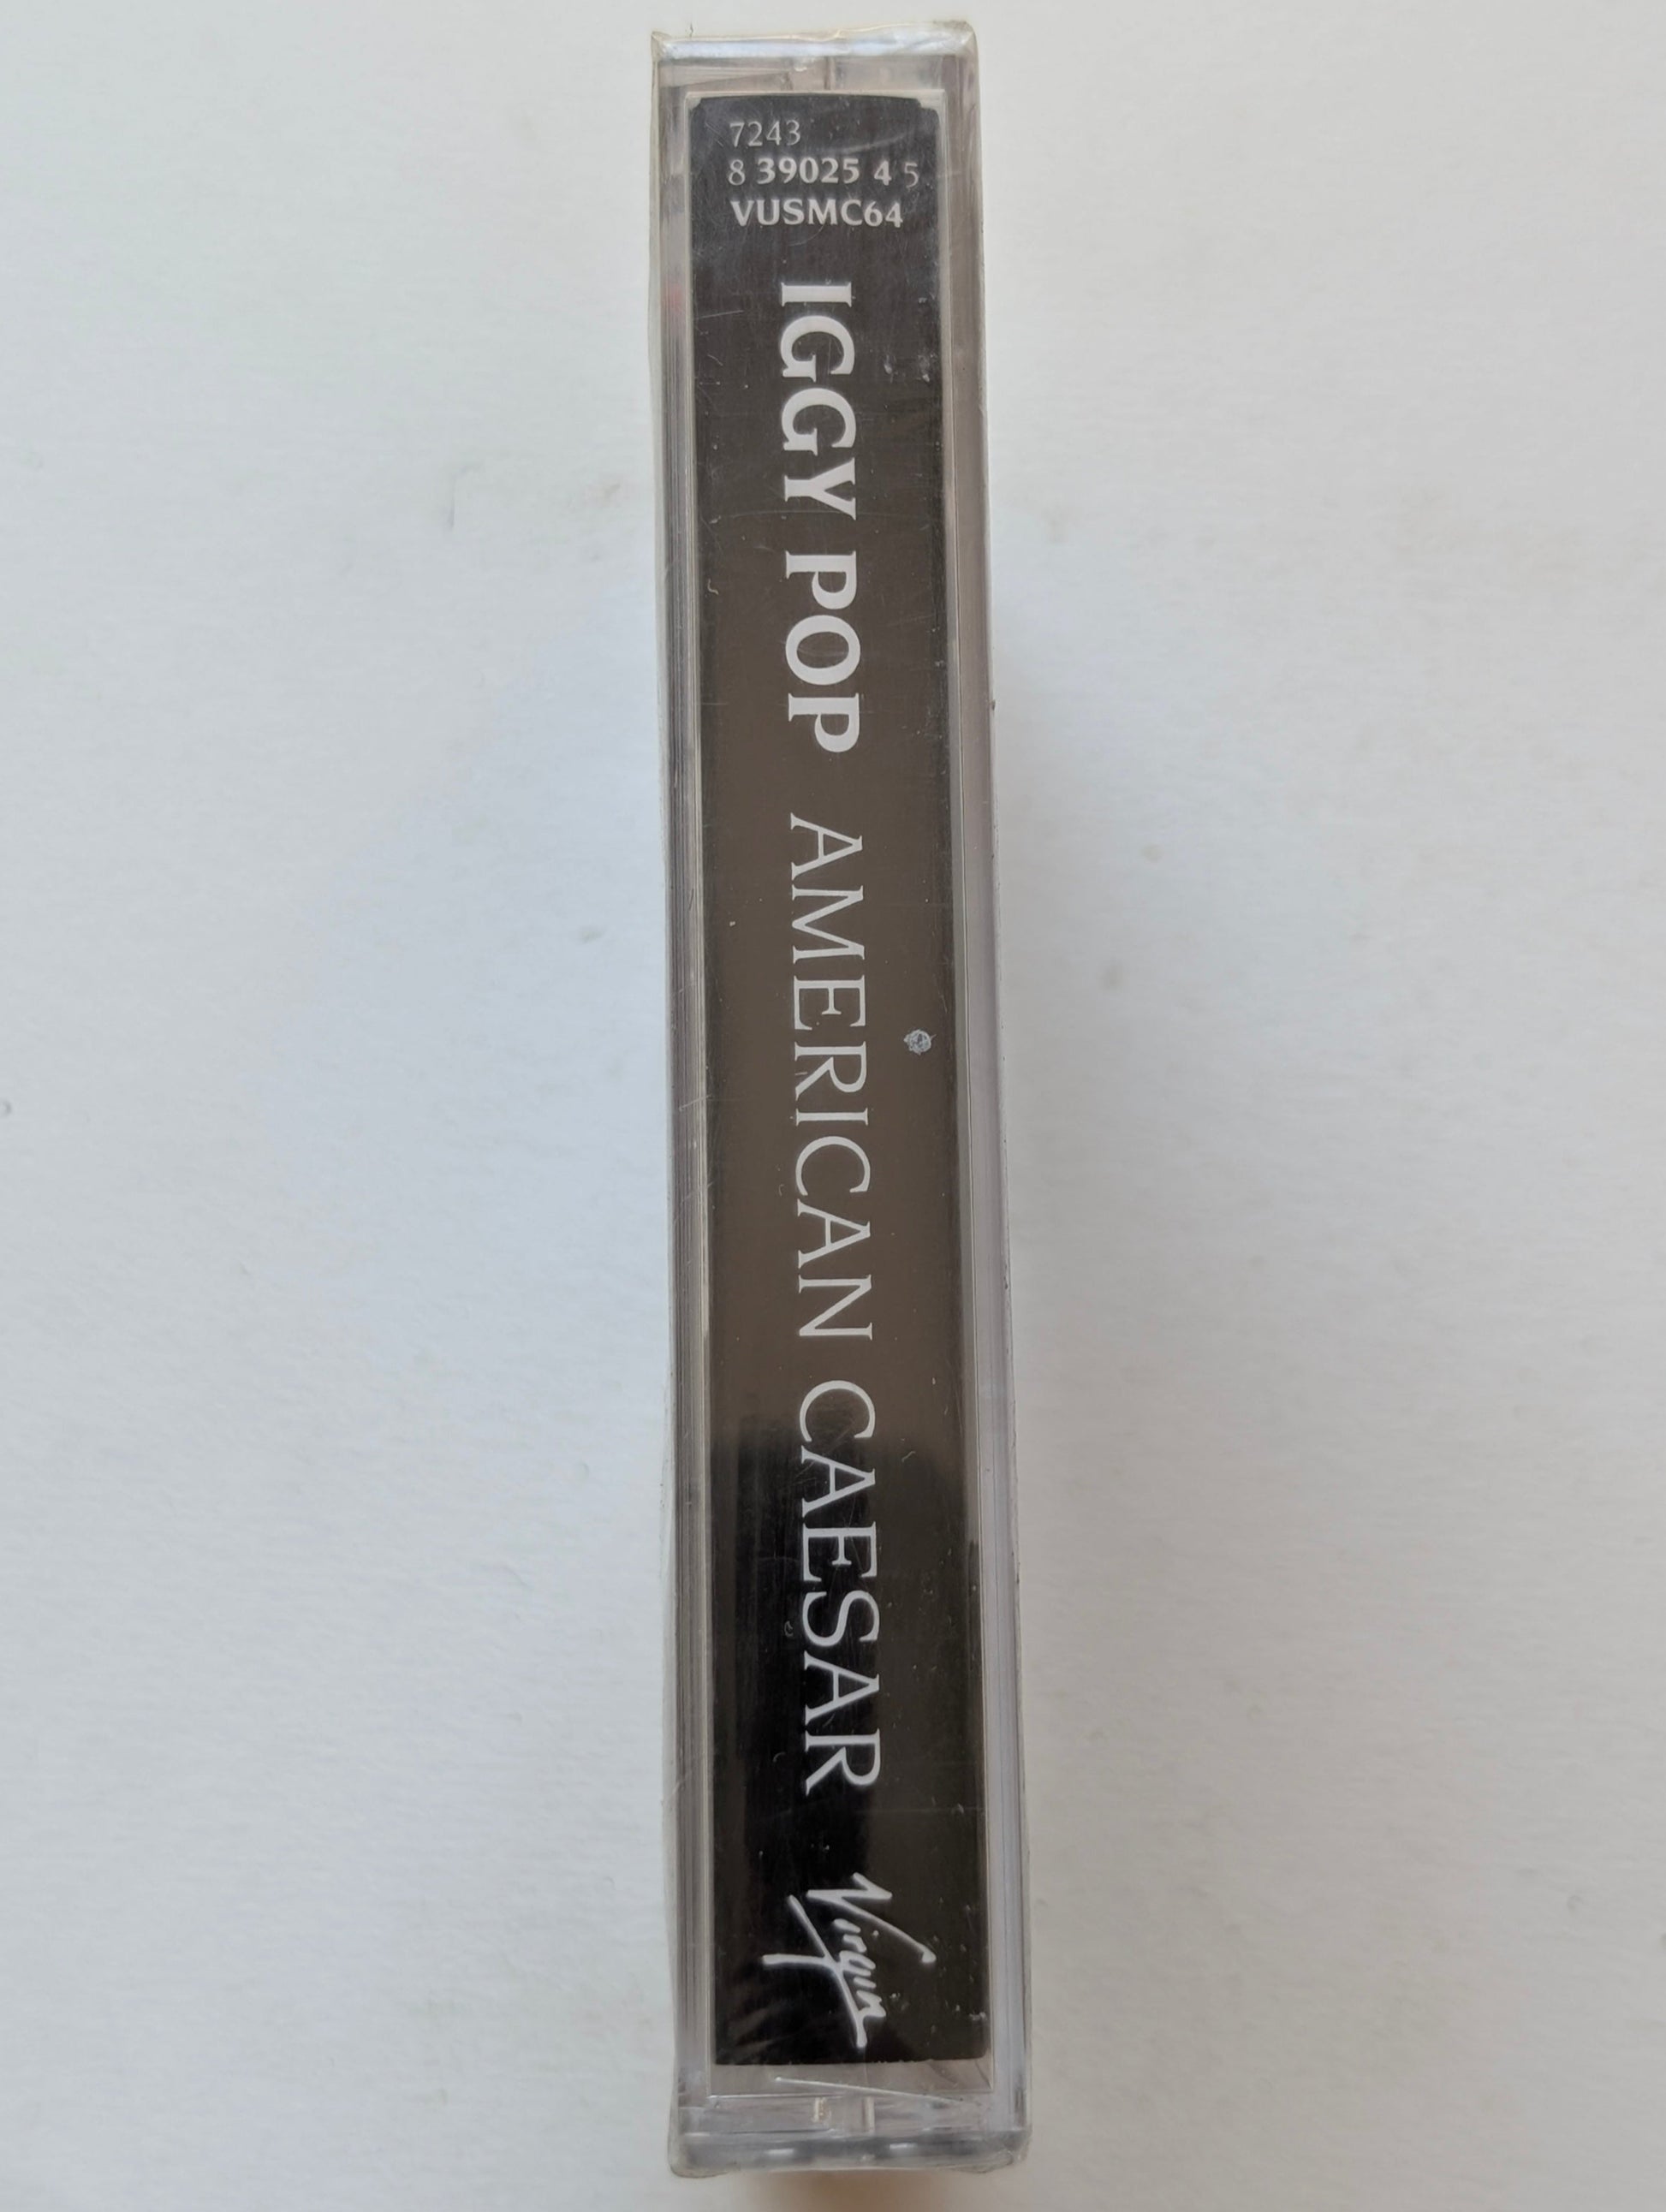 7243
8 39025 4 5
VUSMC64
IGGY POP AMERICAN CAESAR Virgin